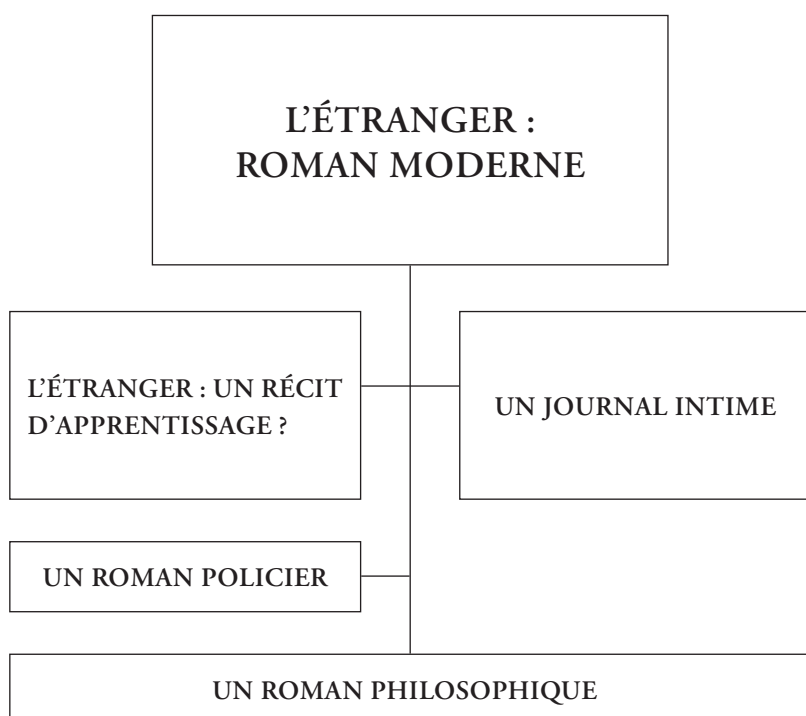 L’ÉTRANGER :
ROMAN MODERNE
L’ÉTRANGER : UN RÉCIT
D’APPRENTISSAGE ?
UN JOURNAL INTIME
UN ROMAN POLICIER
UN ROMAN PHILOSOPHIQUE